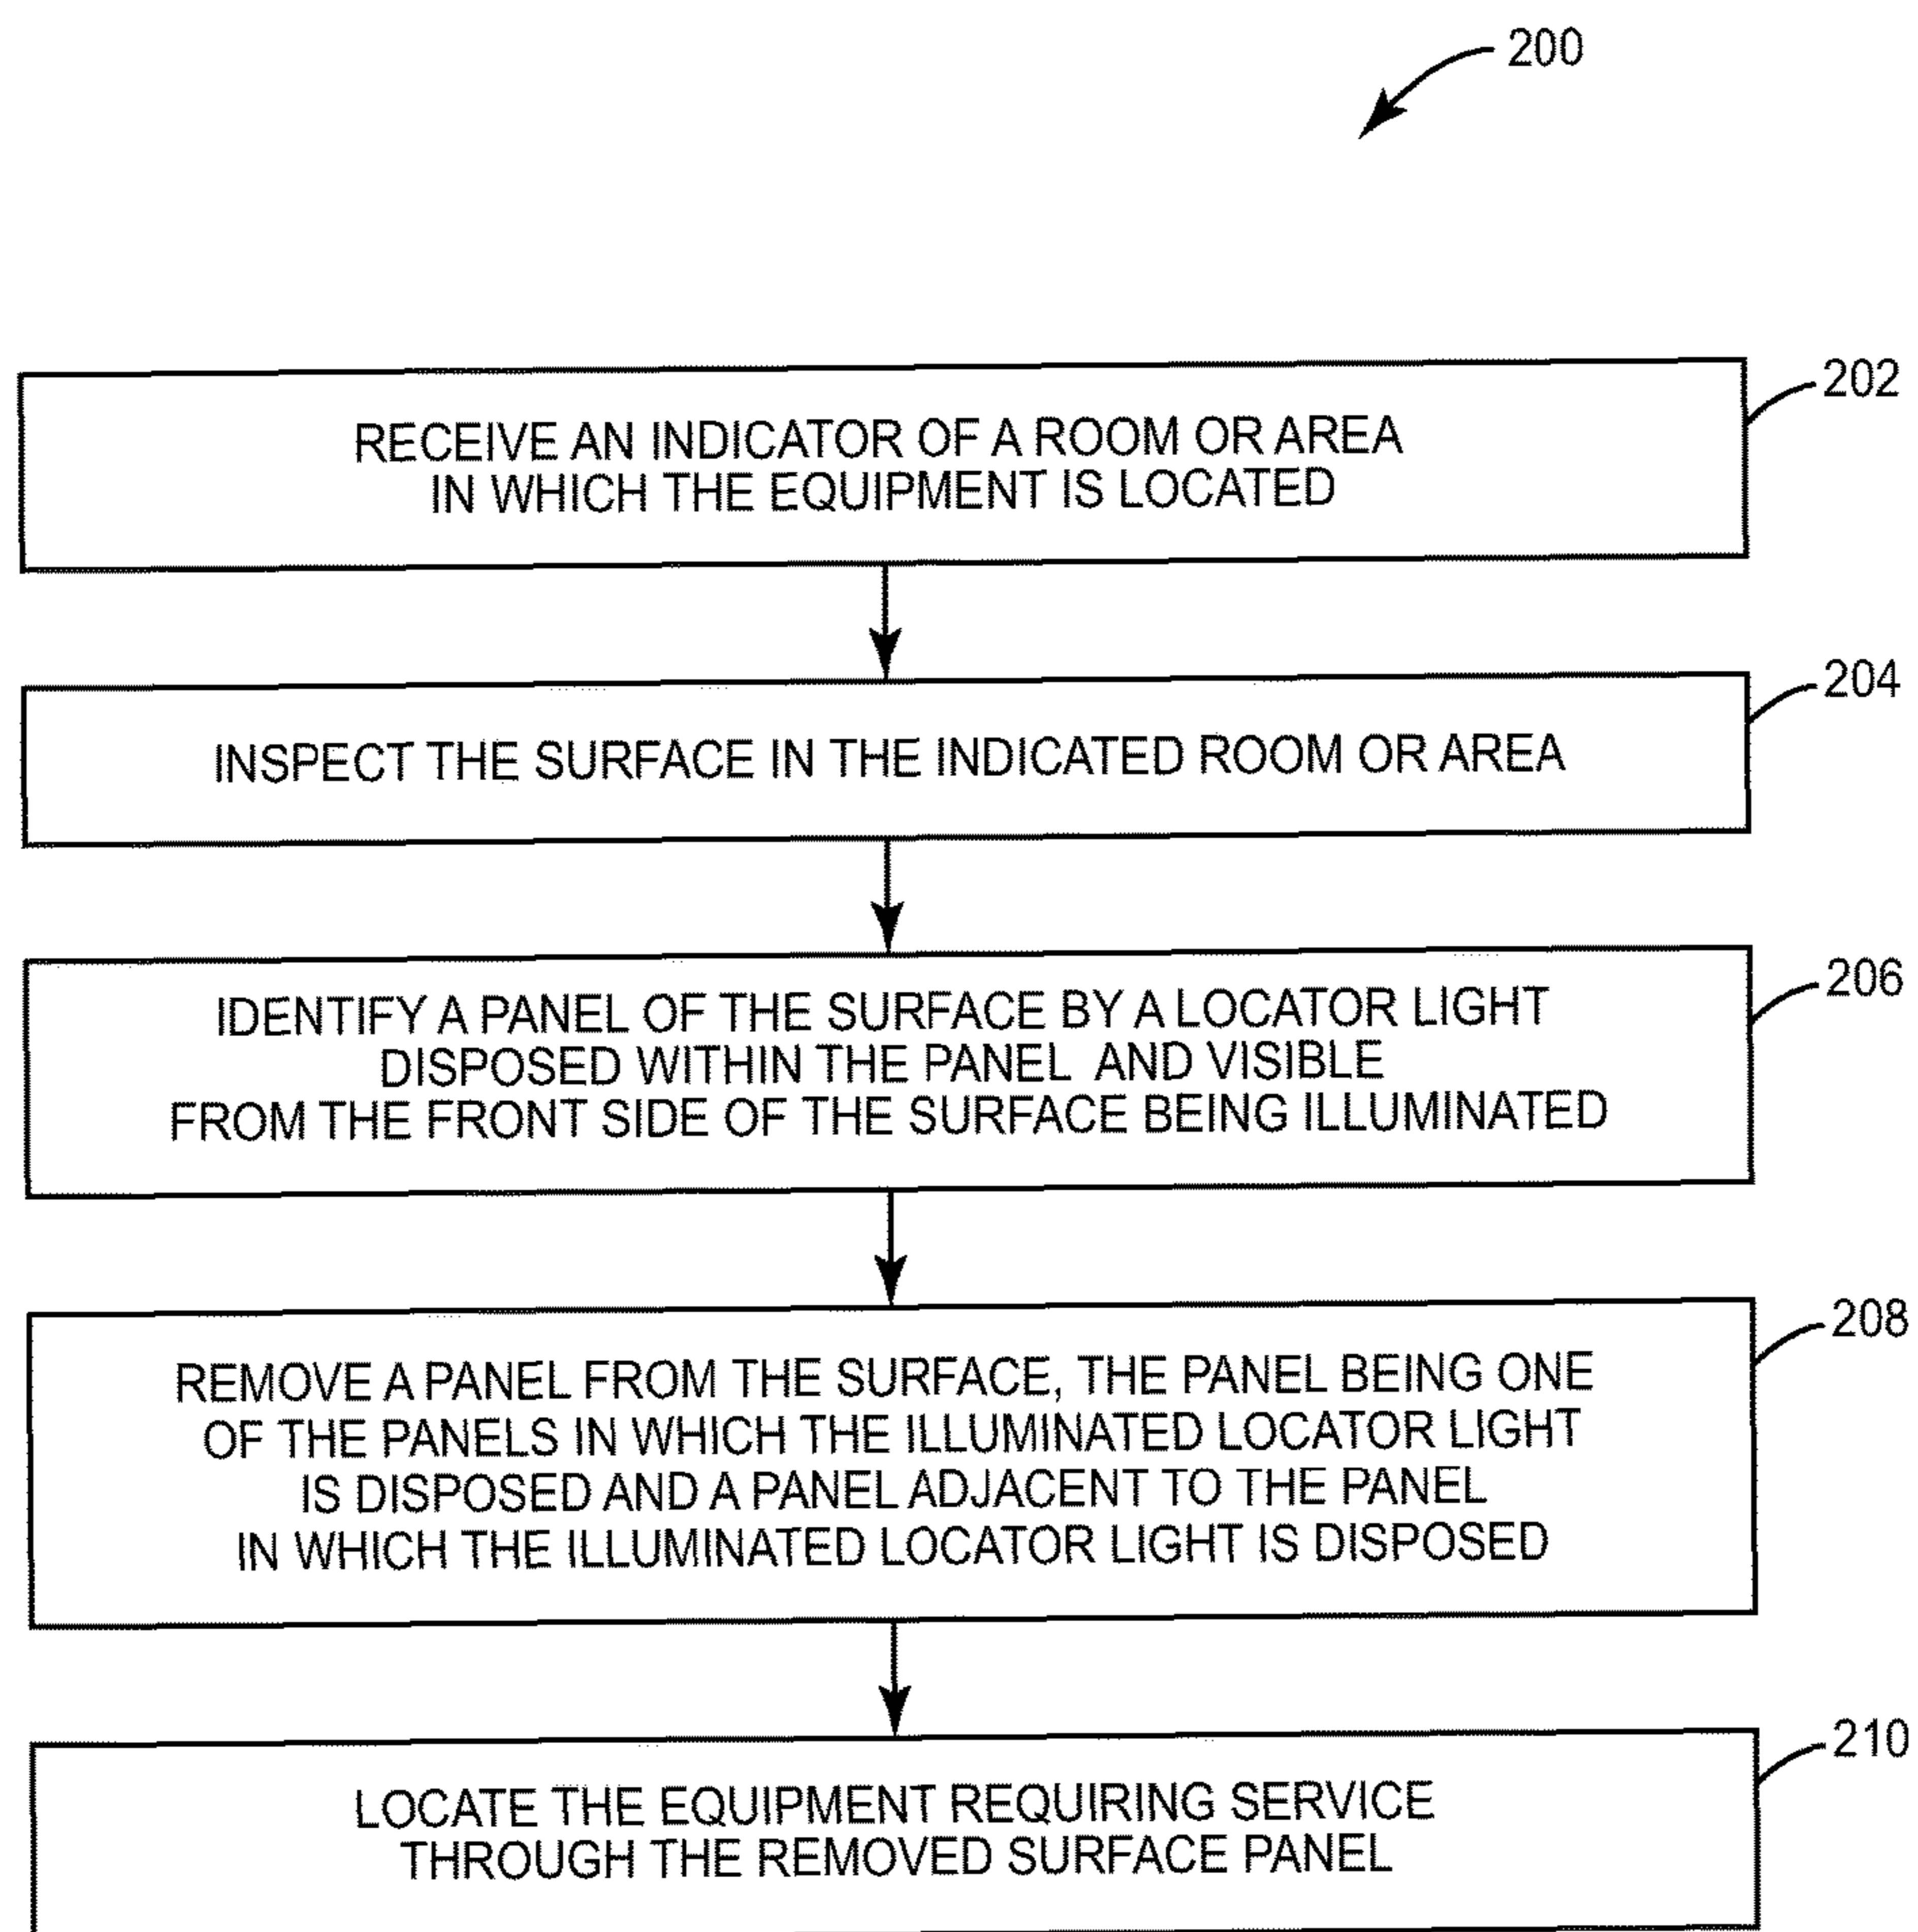 200
202
RECEIVE AN INDICATOR OF A ROOM OR AREA
IN WHICH THE EQUIPMENT IS LOCATED
204
INSPECT THE SURFACE IN THE INDICATED ROOM OR AREA
206
IDENTIFY A PANEL OF THE SURFACE BY A LOCATOR LIGHT
DISPOSED WITHIN THE PANEL AND VISIBLE
FROM THE FRONT SIDE OF THE SURFACE BEING ILLUMINATED
208
REMOVE A PANEL FROM THE SURFACE, THE PANEL BEING ONE
OF THE PANELS IN WHICH THE ILLUMINATED LOCATOR LIGHT
IS DISPOSED AND A PANEL ADJACENT TO THE PANEL
IN WHICH THE ILLUMINATED LOCATOR LIGHT IS DISPOSED
210
LOCATE THE EQUIPMENT REQUIRING SERVICE
THROUGH THE REMOVED SURFACE PANEL